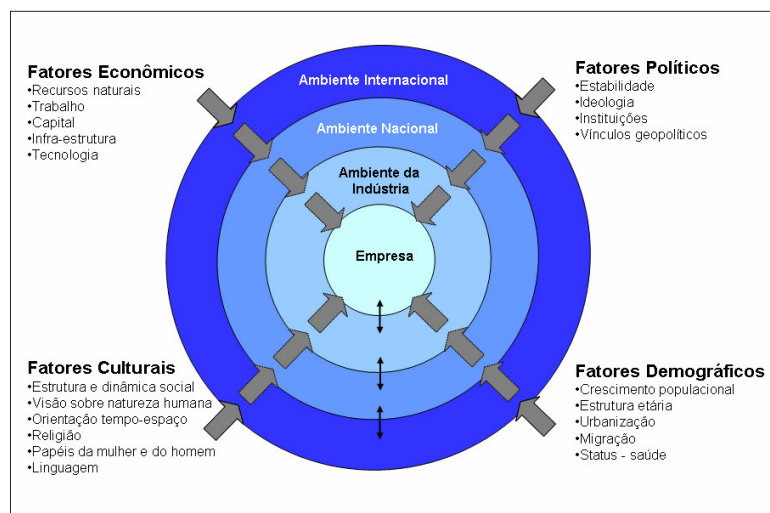 Fatores Econômicos
•Recursos naturais
•Trabalho
•Capital
•Infra-estrutura
•Tecnologia
Ambiente Internacional
Ambiente Nacional
Ambiente da
Indústria
Empresa
Fatores Políticos
•Estabilidade
•Ideologia
•Instituições
•Vínculos geopolíticos
Fatores Culturais
•Estrutura e dinâmica social
•Visão sobre natureza humana
•Orientação tempo-espaço
•Religião
•Papéis da mulher e do homem
•Linguagem
Fatores Demográficos
•Crescimento populacional
•Estrutura etária
•Urbanização
•Migração
•Status - saúde